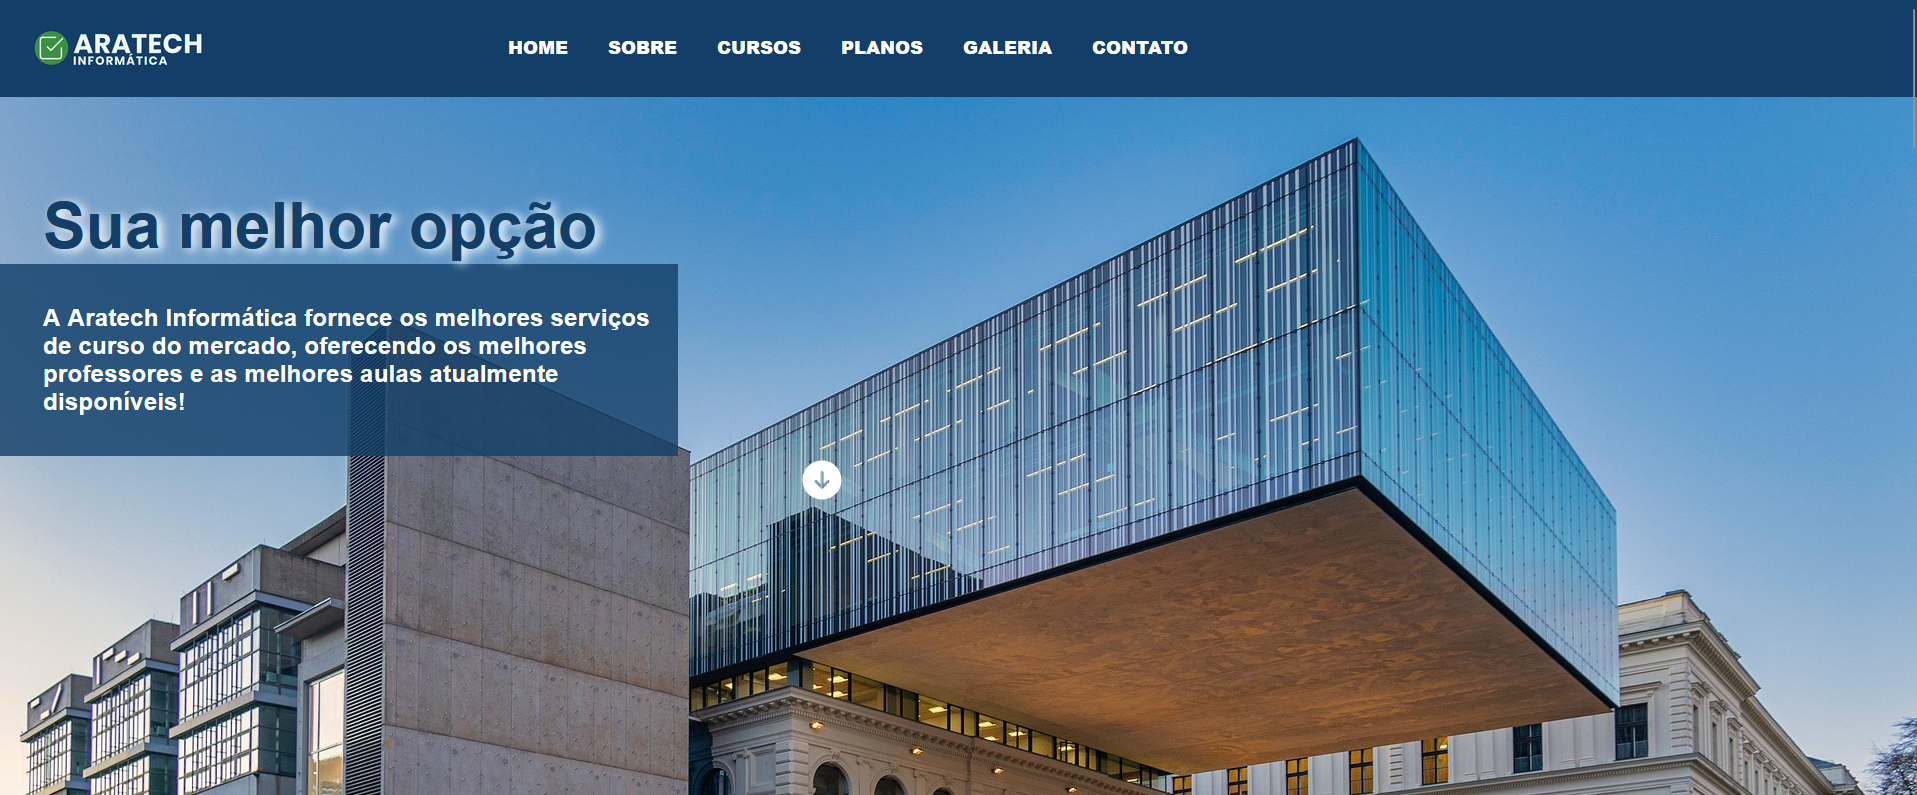 ARATECH
INFORMÁTICA
HOME SOBRE CURSOS PLANOS GALERIA CONTATO
Sua melhor opção
A Aratech Informática fornece os melhores serviços
de curso do mercado, oferecendo os melhores
professores e as melhores aulas atualmente
disponíveis!